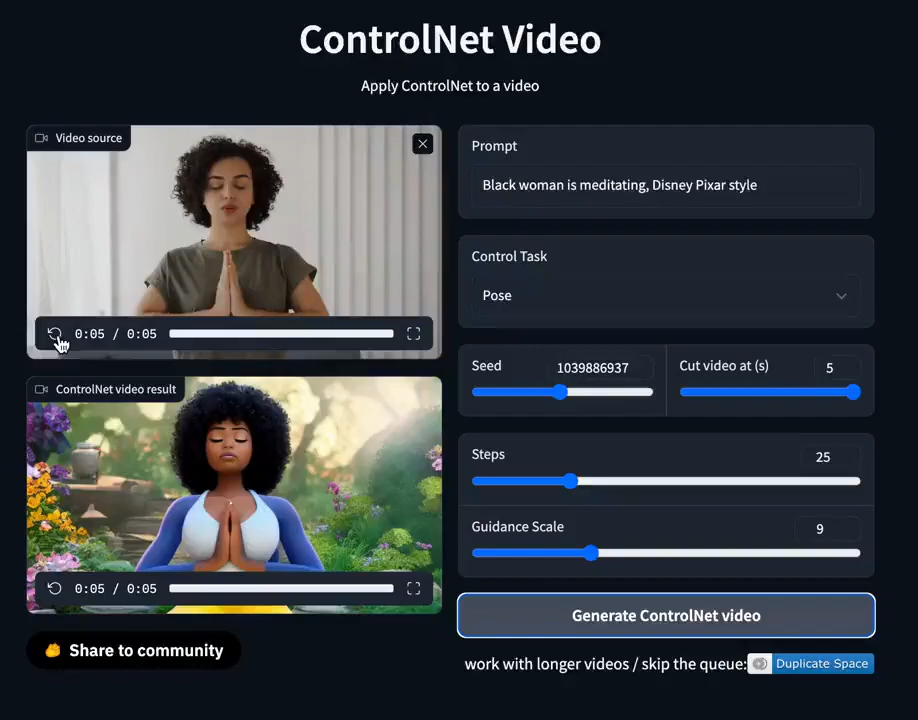 ControlNet Video
Apply ControlNet to a video
Video source
0:05 / 0:05
ControlNet video result
0:05 / 0:05
Share to community
Prompt
Black woman is meditating, Disney Pixar style
Control Task
Pose
Seed
1039886937
Cut video at (s)
5
Steps
25
Guidance Scale
9
Generate ControlNet video
work with longer videos / skip the queue:
Duplicate Space